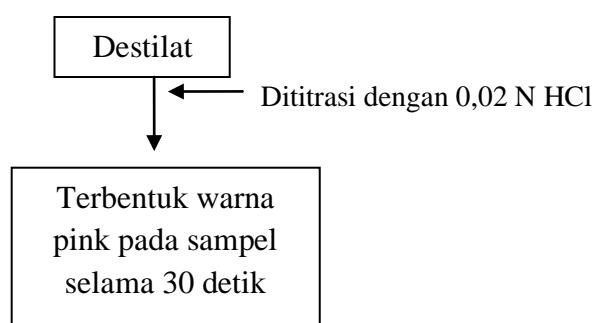 Destilat
Dititrasi dengan 0,02 N HCl
Terbentuk warna
pink pada sampel
selama 30 detik